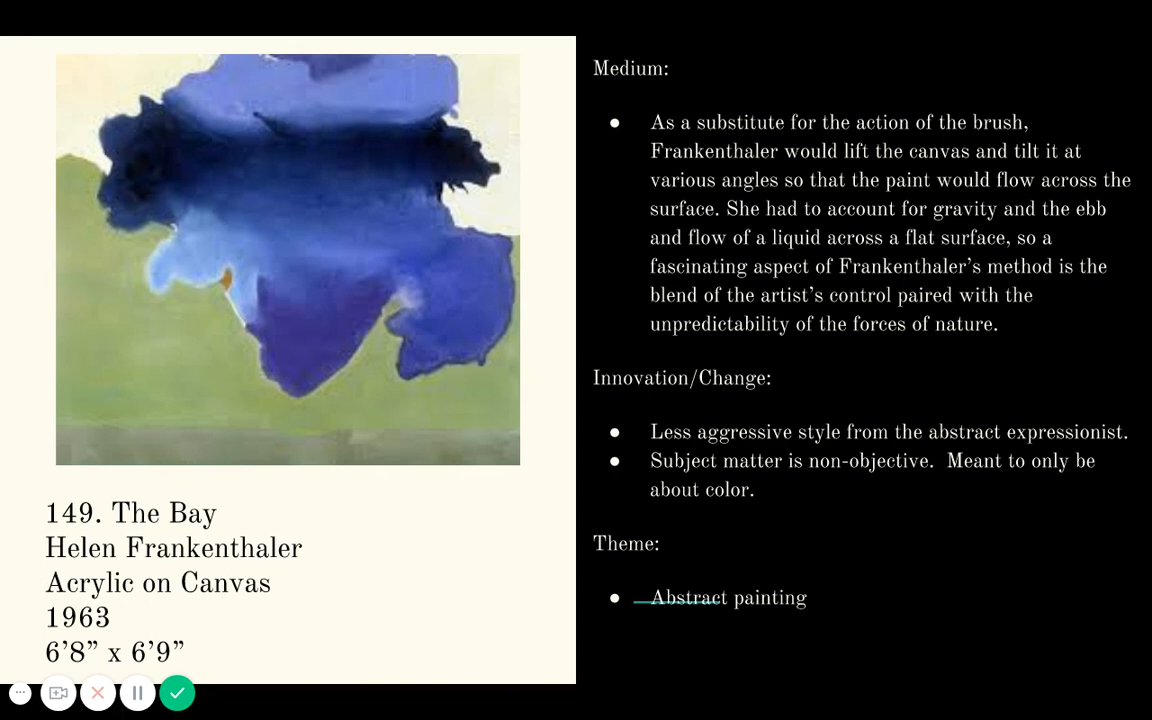 149. The Bay
Helen Frankenthaler
Acrylic on Canvas
1963
6’8” x 6’9”
Medium:
● As a substitute for the action of the brush,
Frankenthaler would lift the canvas and tilt it at
various angles so that the paint would flow across the
surface. She had to account for gravity and the ebb
and flow of a liquid across a flat surface, so a
fascinating aspect of Frankenthaler’s method is the
blend of the artist’s control paired with the
unpredictability of the forces of nature.
Innovation/Change:
● Less aggressive style from the abstract expressionist.
● Subject matter is non-objective.  Meant to only be
about color.
Theme:
● Abstract painting